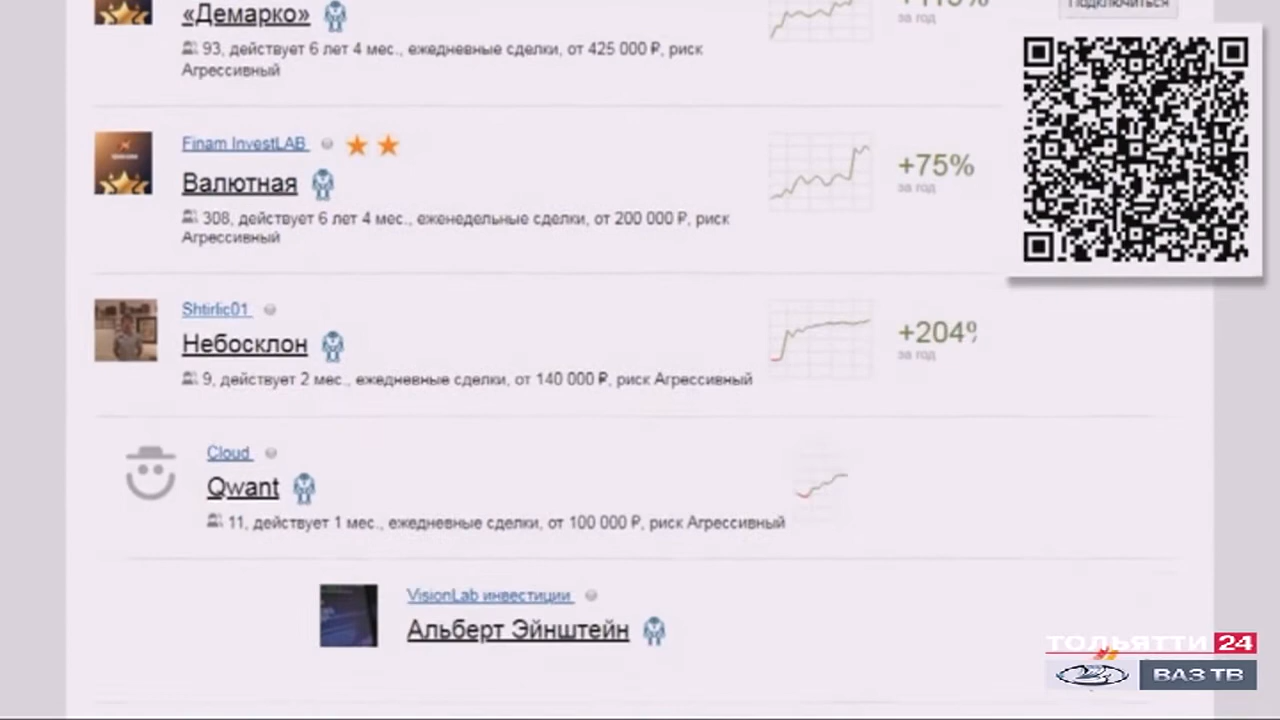 «Демарко»
за год
Подключиться
93, действует 6 лет 4 мес., ежедневные сделки, от 425 000 ₽, риск
Агрессивный
Finam InvestLAB
Валютная
+75%
за год
308, действует 6 лет 4 мес., еженедельные сделки, от 200 000 ₽, риск
Агрессивный
Shtirlic01
Небосклон
+204%
за год
9, действует 2 мес., ежедневные сделки, от 140 000 ₽, риск Агрессивный
Cloud
Qwant
11, действует 1 мес., ежедневные сделки, от 100 000 ₽, риск Агрессивный
VisionLab инвестиции
Альберт Эйнштейн
ТОЛЬЯТТИ 24
ВАЗ ТВ